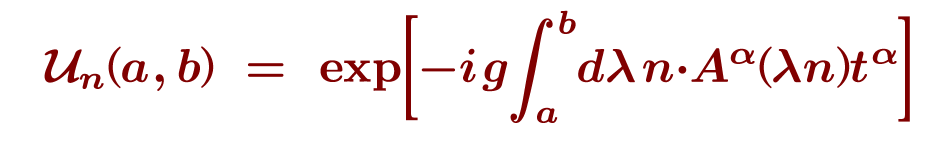 𝒰ₙ(a, b) = exp[−ig∫ₐᵇ dλ n·A^α(λn)t^α]